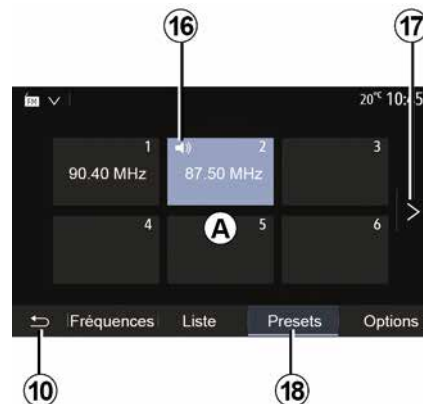 16 17
FM 20°C 10:45
1 2 3
90.40 MHz 87.50 MHz
4 A 5 6
Fréquences Liste Presets Options
10 18